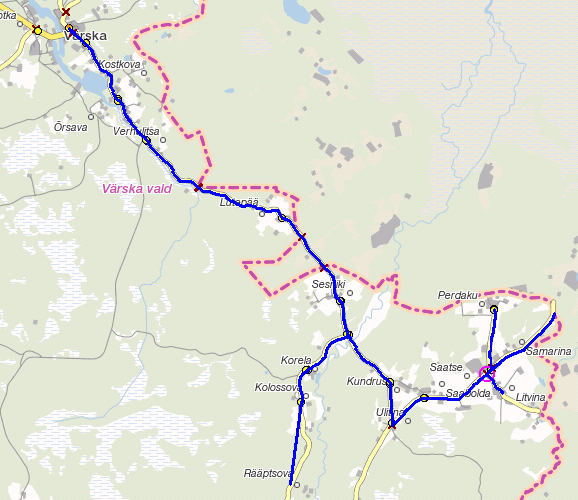 Värska
Kostkova
Õrsava
Verhulitsa
Värska vald
Lutepää
Sesniki
Perdaku
Korela
Samarina
Saatse
Kolossova
Kundruse
Saabolda
Litvina
Ulitina
Rääptsova